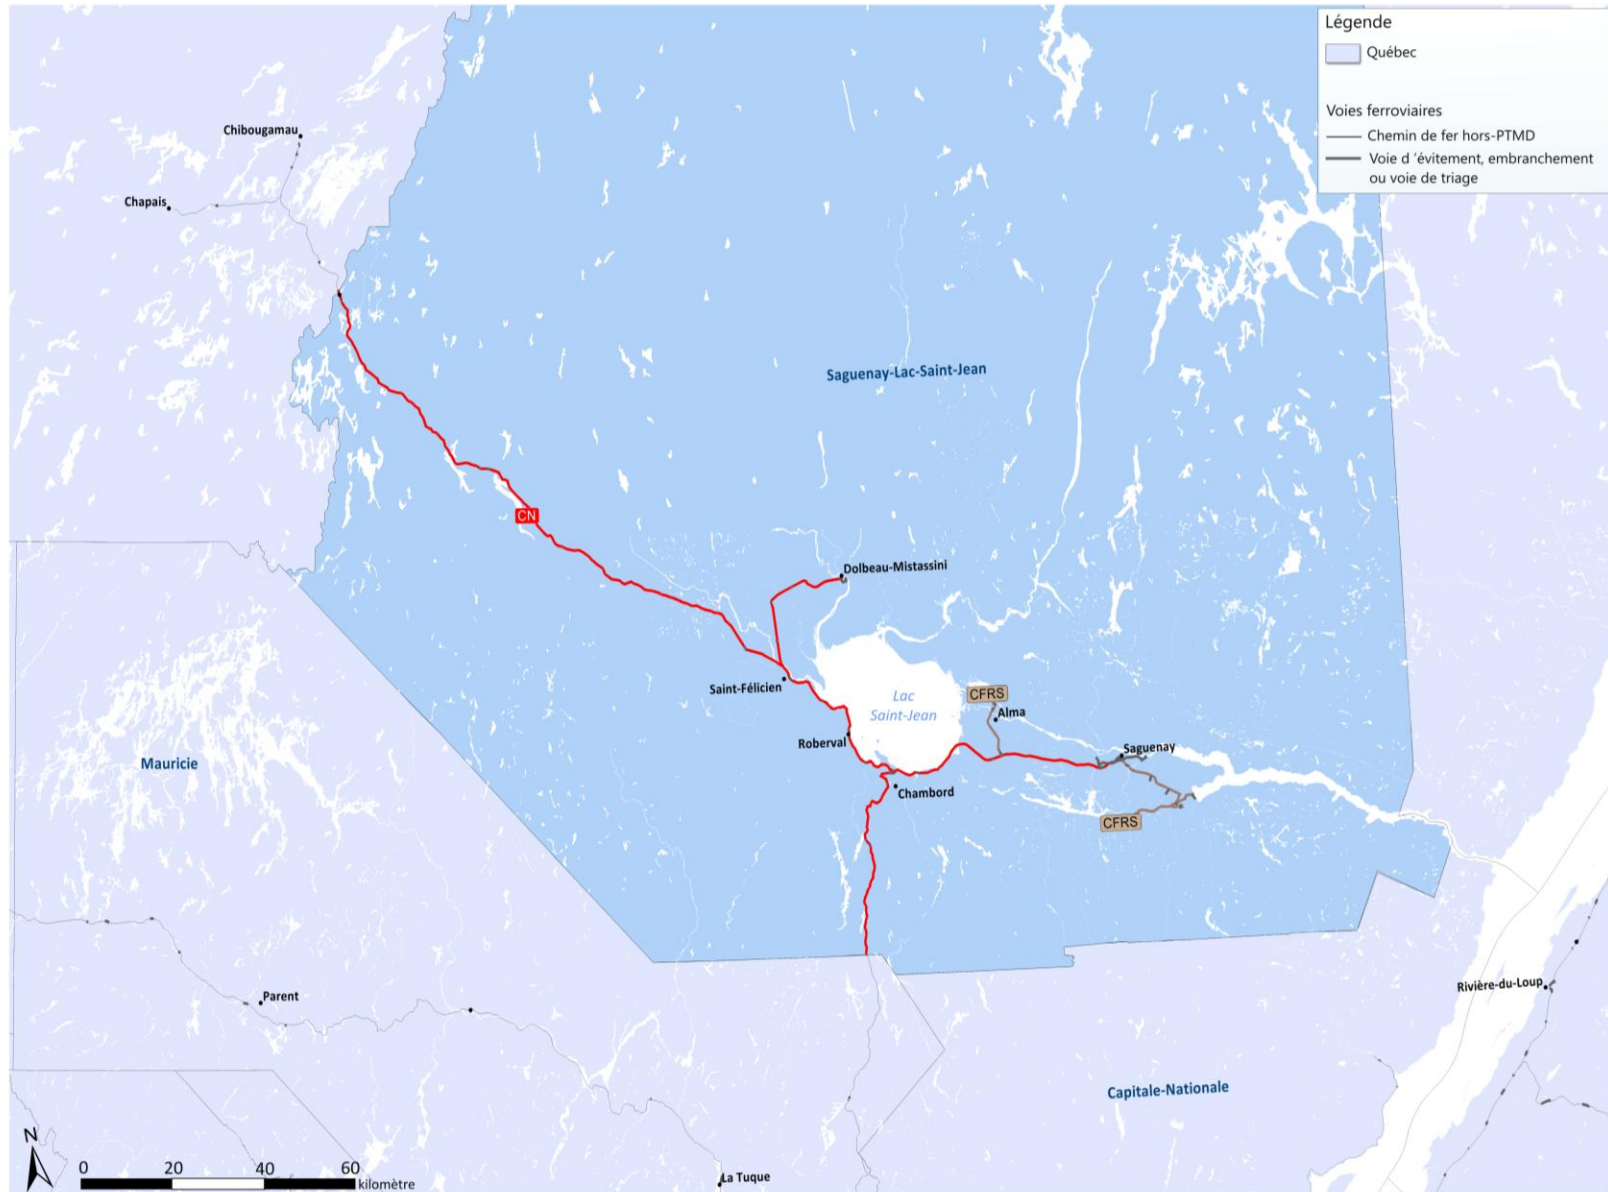 Légende
Québec
Voies ferroviaires
Chemin de fer hors-PTMD
Voie d ‘évitement, embranchement
ou voie de triage
Chibougamau
Chapais
Saguenay-Lac-Saint-Jean
CN
Dolbeau-Mistassini
Saint-Félicien
Lac
Saint-Jean
CFRS
Alma
Roberval
Saguenay
Mauricie
Chambord
CFRS
Parent
Rivière-du-Loup
Capitale-Nationale
N
0 20 40 60
kilomètre
La Tuque